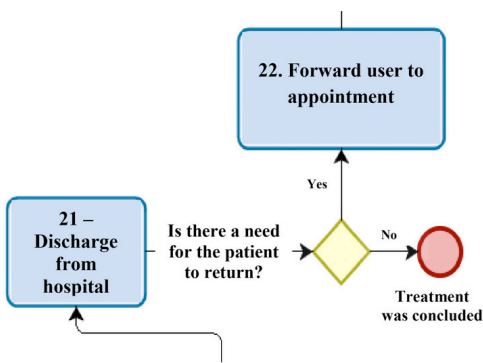 22. Forward user to
appointment
Yes
21 –
Discharge
from
hospital
Is there a need
for the patient
to return?
No
Treatment
was concluded